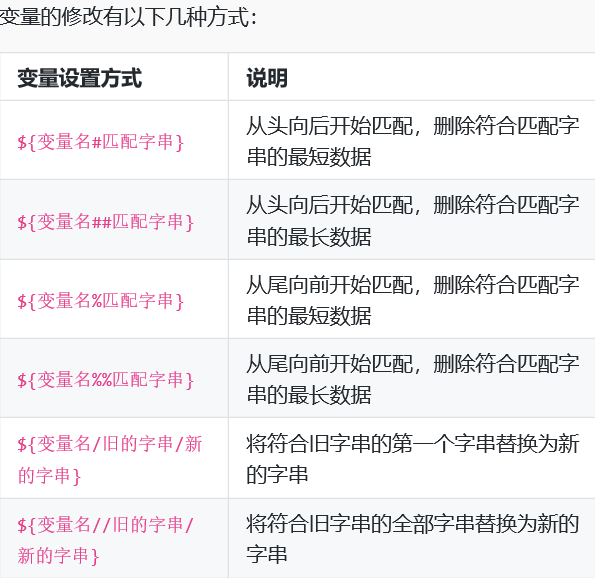 变量的修改有以下几种方式：
变量设置方式 说明
${变量名#匹配字串} 从头向后开始匹配，删除符合匹配字
串的最短数据
${变量名##匹配字串} 从头向后开始匹配，删除符合匹配字
串的最长数据
${变量名%匹配字串} 从尾向前开始匹配，删除符合匹配字
串的最短数据
${变量名%%匹配字串} 从尾向前开始匹配，删除符合匹配字
串的最长数据
${变量名/旧的字串/新 将符合旧字串的第一个字串替换为新
的字串} 的字串
${变量名//旧的字串/ 将符合旧字串的全部字串替换为新的
新的字串} 字串